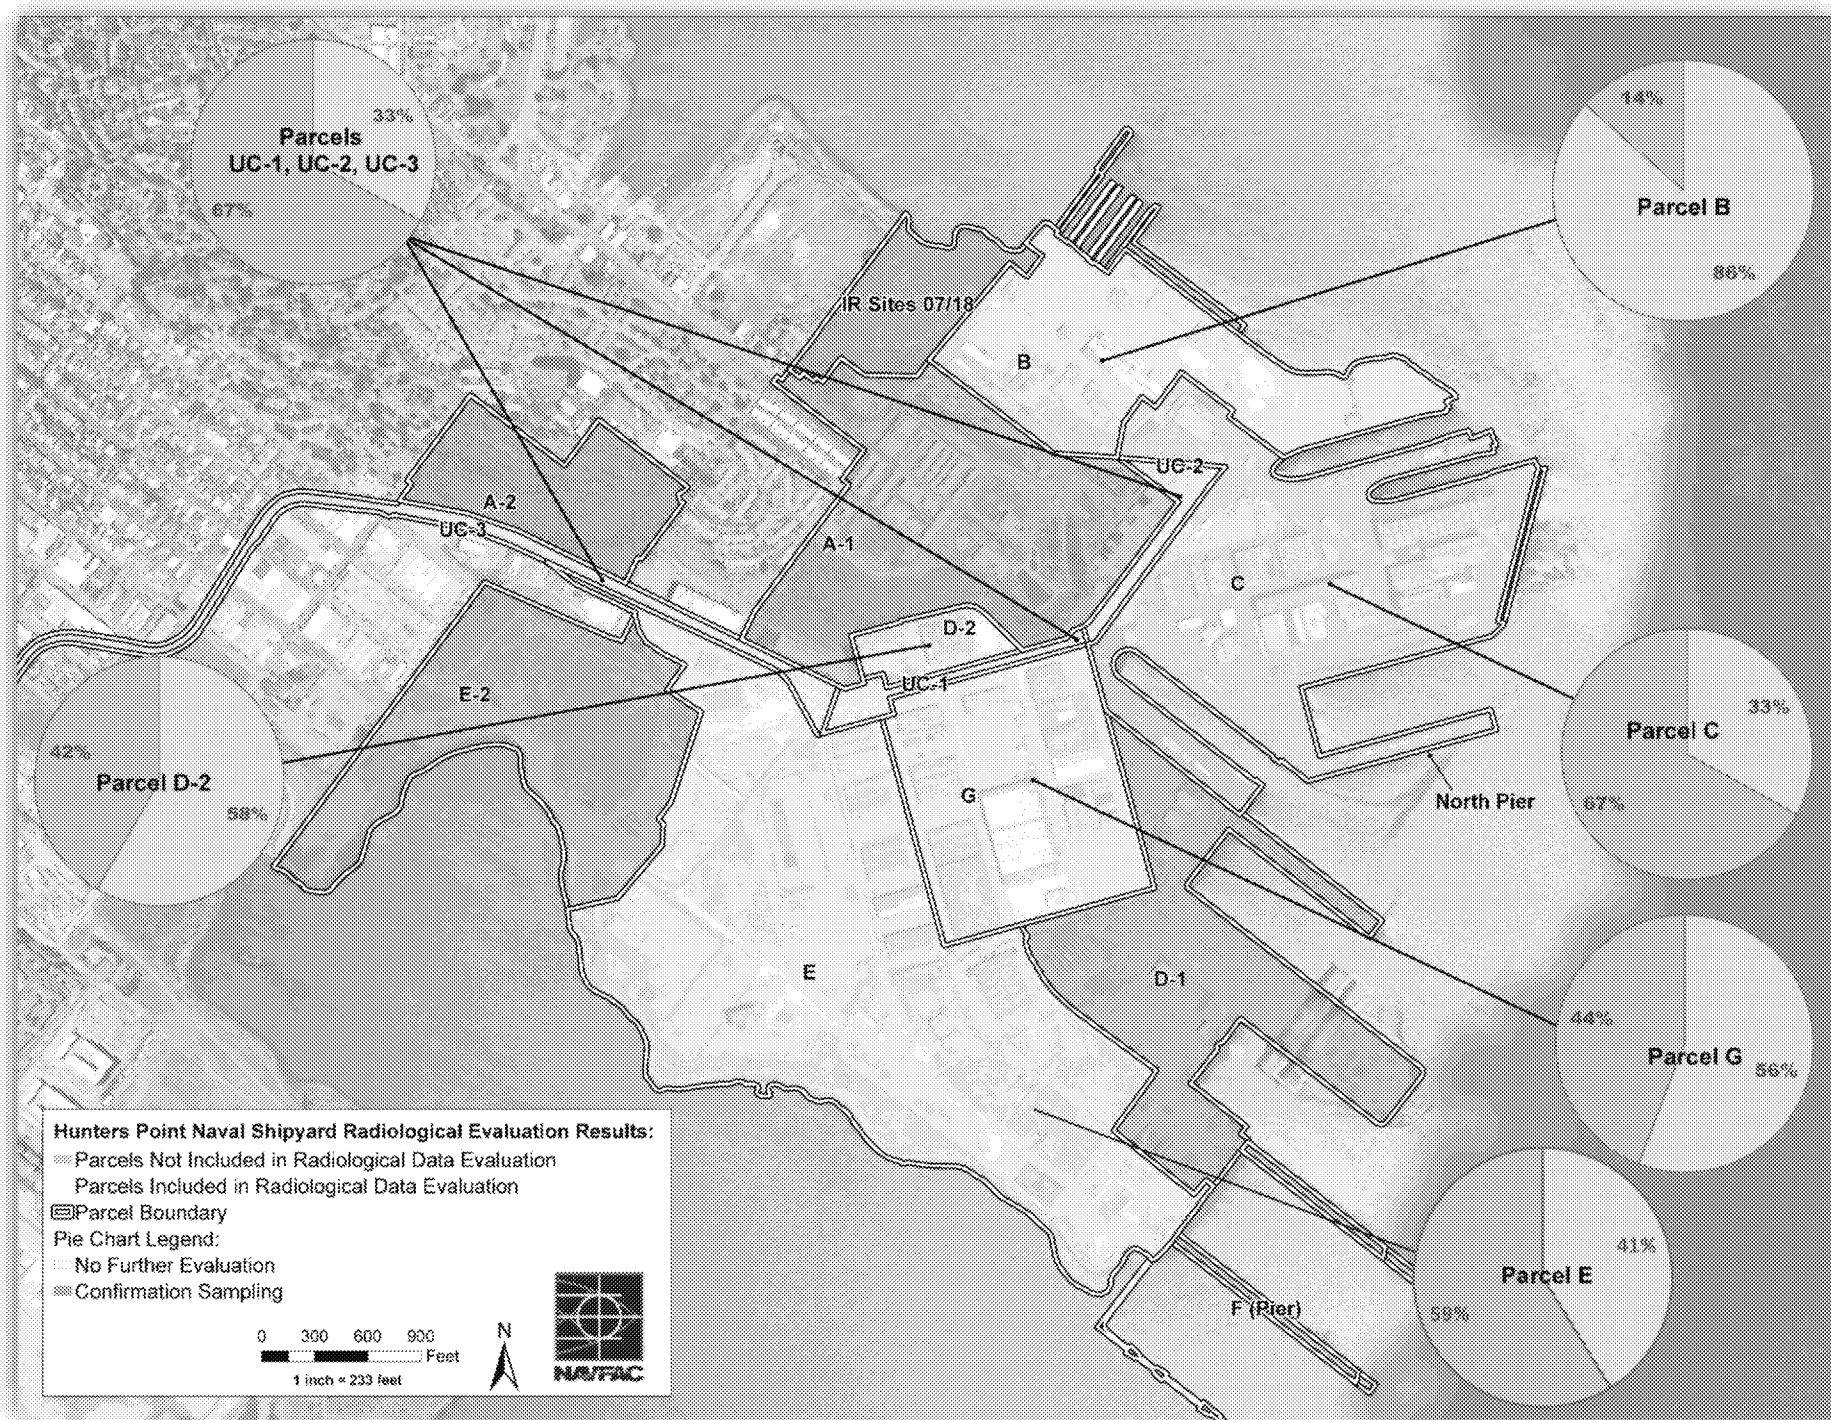 33%
Parcels
UC-1, UC-2, UC-3
67%
14%
Parcel B
86%
IR Sites 07/18
B
UC-2
A-2
UC-3
A-1
C
D-2
E-2
UC-1
42%
Parcel D-2
58%
33%
Parcel C
67%
North Pier
G
E
D-1
44%
Parcel G
56%
41%
Parcel E
59%
F (Pier)
Hunters Point Naval Shipyard Radiological Evaluation Results:
Parcels Not Included in Radiological Data Evaluation
Parcels Included in Radiological Data Evaluation
Parcel Boundary
Pie Chart Legend:
No Further Evaluation
Confirmation Sampling
0 300 600 900
Feet
1 inch = 233 feet
N
NAVFAC